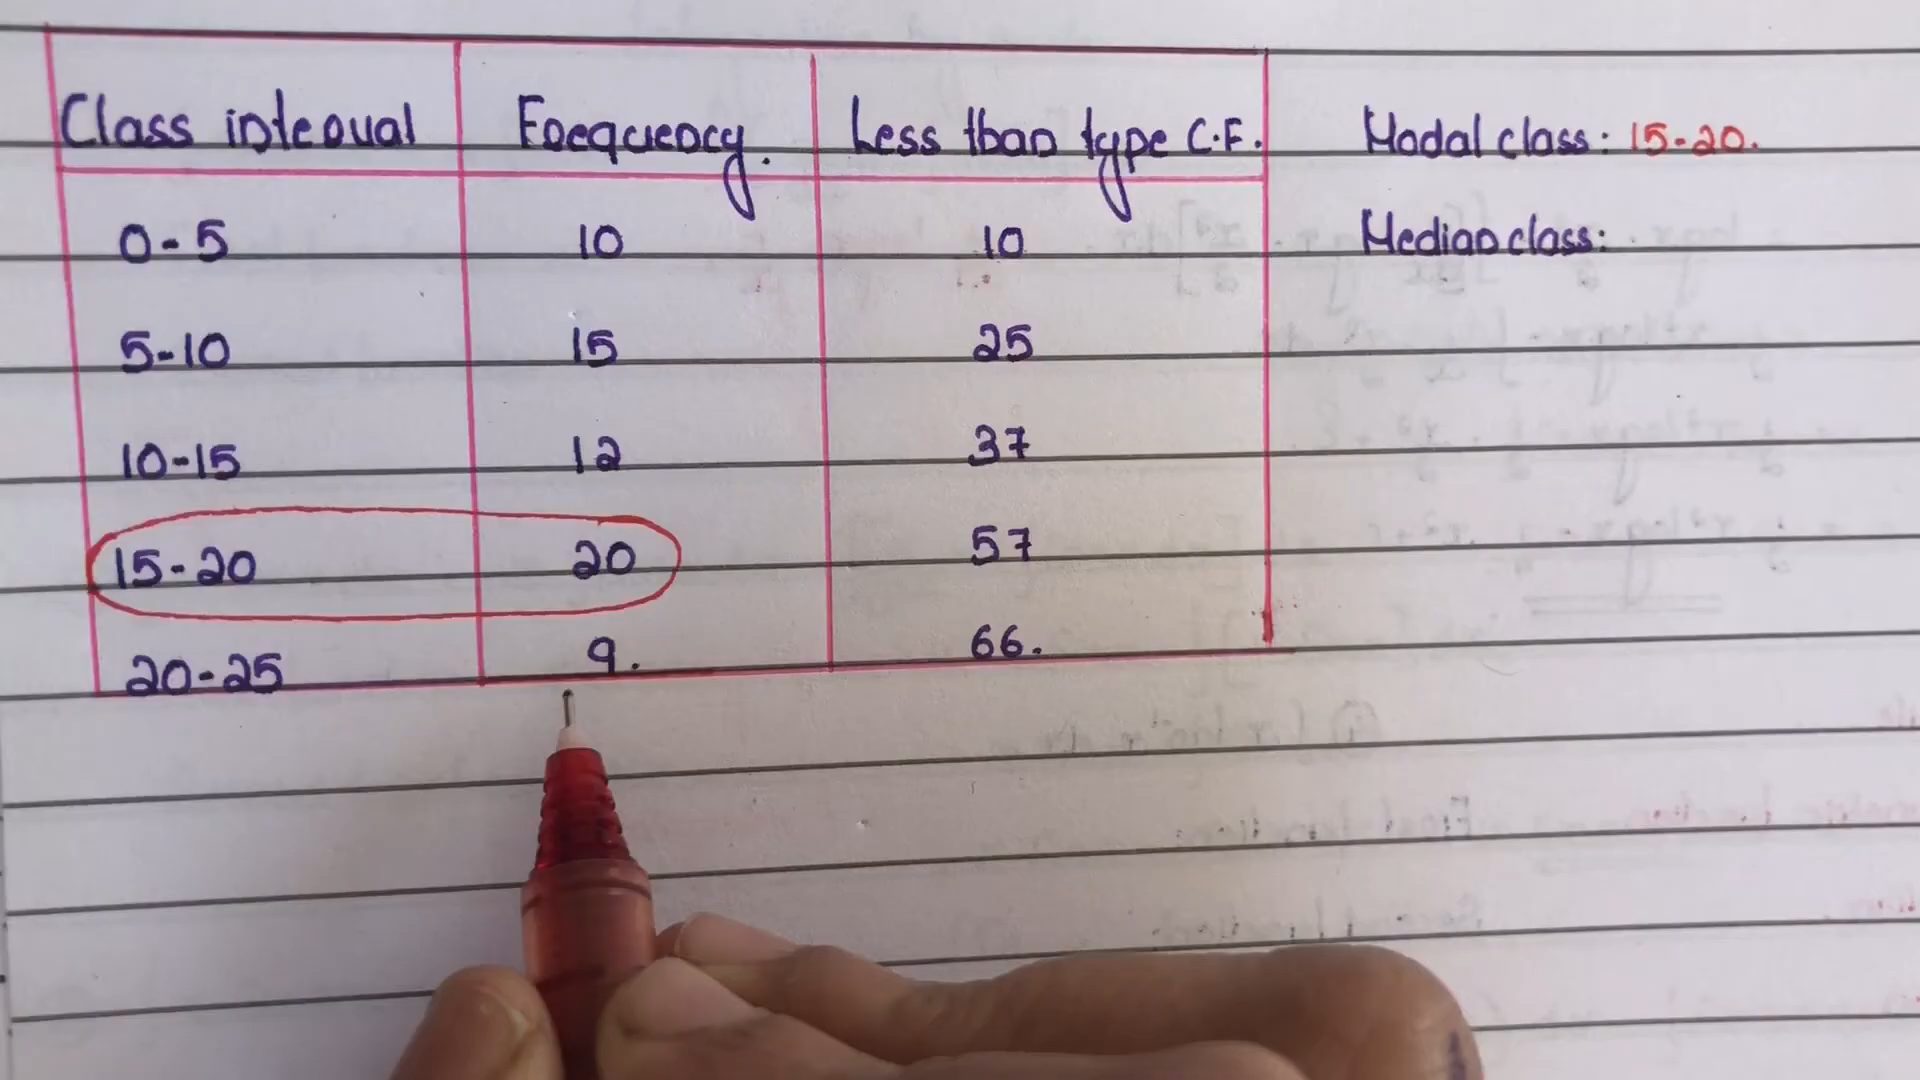 Class interval Frequency. Less than type C.F. Modal class: 15-20.
0-5 10 10 Median class:
5-10 15 25
10-15 12 37
15-20 20 57
20-25 9. 66.